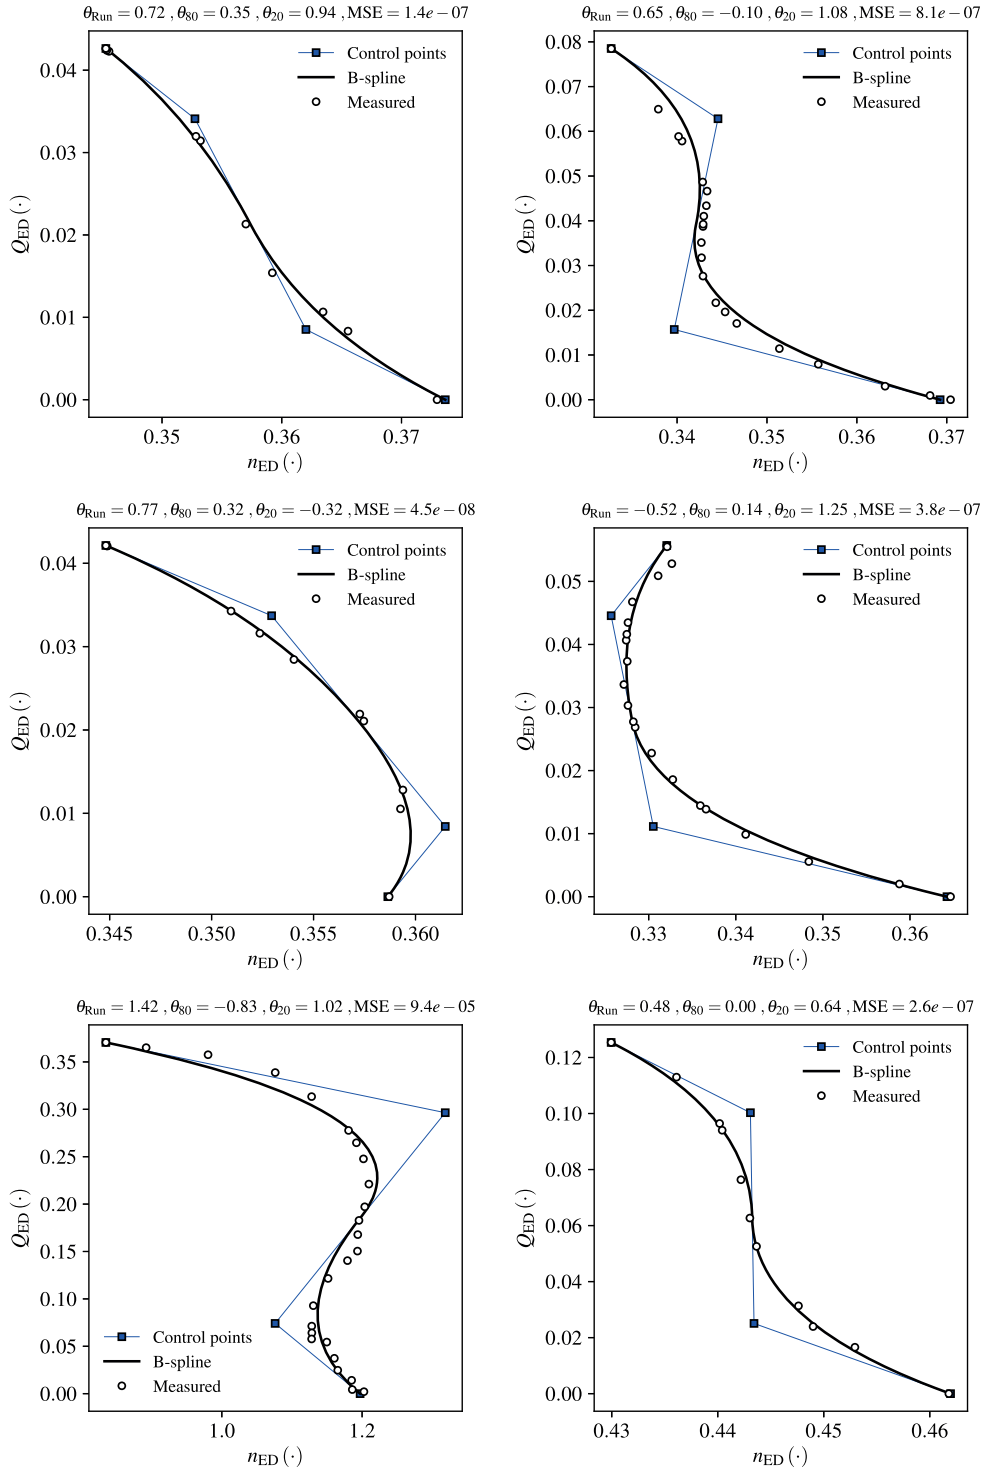 θRun = 0.72 , θ80 = 0.35 , θ20 = 0.94 , MSE = 1.4e−07
Control points
B-spline
Measured
0.04
0.03
0.02
0.01
0.00
QED (·)
0.35 0.36 0.37
nED (·)
θRun = 0.65 , θ80 = −0.10 , θ20 = 1.08 , MSE = 8.1e−07
Control points
B-spline
Measured
0.08
0.07
0.06
0.05
0.04
0.03
0.02
0.01
0.00
QED (·)
0.34 0.35 0.36 0.37
nED (·)
θRun = 0.77 , θ80 = 0.32 , θ20 = −0.32 , MSE = 4.5e−08
Control points
B-spline
Measured
0.04
0.03
0.02
0.01
0.00
QED (·)
0.345 0.350 0.355 0.360
nED (·)
θRun = −0.52 , θ80 = 0.14 , θ20 = 1.25 , MSE = 3.8e−07
Control points
B-spline
Measured
0.05
0.04
0.03
0.02
0.01
0.00
QED (·)
0.33 0.34 0.35 0.36
nED (·)
θRun = 1.42 , θ80 = −0.83 , θ20 = 1.02 , MSE = 9.4e−05
0.35
0.30
0.25
0.20
0.15
0.10
0.05
0.00
QED (·)
Control points
B-spline
Measured
1.0 1.2
nED (·)
θRun = 0.48 , θ80 = 0.00 , θ20 = 0.64 , MSE = 2.6e−07
Control points
B-spline
Measured
0.12
0.10
0.08
0.06
0.04
0.02
0.00
QED (·)
0.43 0.44 0.45 0.46
nED (·)